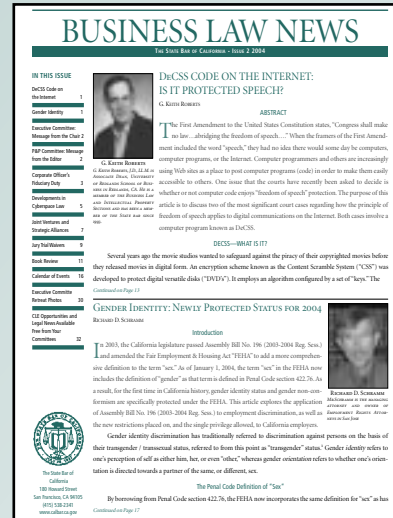 BUSINESS LAW NEWS
THE STATE BAR OF CALIFORNIA - ISSUE 2 2004
IN THIS ISSUE
DeCSS Code on
the Internet 1
Gender Identity 1
Executive Committee:
Message from the Chair 2
P&P Committee: Message
from the Editor 2
Corporate Officer's
Fiduciary Duty 3
Developments in
Cyberspace Law 5
Joint Ventures and
Strategic Alliances 7
Jury Trial Waivers 9
Book Review 11
Calendar of Events 18
Executive Committee
Retreat Photos 30
CLE Opportunities and
Legal News Available
Free from Your
Committees 32
The State Bar of
California
180 Howard Street
San Francisco, CA 94105
(415) 538-2341
www.calbar.ca.gov
G. KEITH ROBERTS
DECSS CODE ON THE INTERNET:
IS IT PROTECTED SPEECH?
G. KEITH ROBERTS
ABSTRACT
The First Amendment to the United States Constitution states, "Congress shall make
no law…abridging the freedom of speech…." When the framers of the First Amend-
ment included the word "speech," they had no idea there would some day be computers,
computer programs, or the Internet. Computer programmers and others are increasingly
using Web sites as a place to post computer programs (code) in order to make them easily
accessible to others. One issue that the courts have recently been asked to decide is
whether or not computer code enjoys "freedom of speech" protection. The purpose of this
article is to discuss two of the most significant court cases regarding how the principle of
freedom of speech applies to digital communications on the Internet. Both cases involve a
computer program known as DeCSS.
DECSS—WHAT IS IT?
Several years ago the movie studios wanted to safeguard against the piracy of their copyrighted movies before
they released movies in digital form. An encryption scheme known as the Content Scramble System ("CSS") was
developed to protect digital versatile disks ("DVD's"). It employs an algorithm configured by a set of "keys." The
Continued on Page 13
GENDER IDENTITY: NEWLY PROTECTED STATUS FOR 2004
RICHARD D. SCHRAMM
Introduction
In 2003, the California legislature passed Assembly Bill No. 196 (2003-2004 Reg. Sess.)
and amended the Fair Employment & Housing Act "FEHA" to add a more comprehen-
sive definition to the term "sex." As of January 1, 2004, the term "sex" in the FEHA now
includes the definition of "gender" as that term is defined in Penal Code section 422.76. As
a result, for the first time in California history, gender identity status and gender non-con-
formism are specifically protected under the FEHA. This article explores the application
of Assembly Bill No. 196 (2003-2004 Reg. Sess.) to employment discrimination, as well as
the new restrictions placed on, and the single privilege allowed, to California employers.
RICHARD D. SCHRAMM
Gender identity discrimination has traditionally referred to discrimination against persons on the basis of
their transgender / transsexual status, referred to from this point as "transgender status." Gender identity refers to
one's perception of self as either him, her, or even "other," whereas gender orientation refers to whether one's orien-
tation is directed towards a partner of the same, or different, sex.
The Penal Code Definition of "Sex"
By borrowing from Penal Code section 422.76, the FEHA now incorporates the same definition for "sex" as has
Continued on Page 17